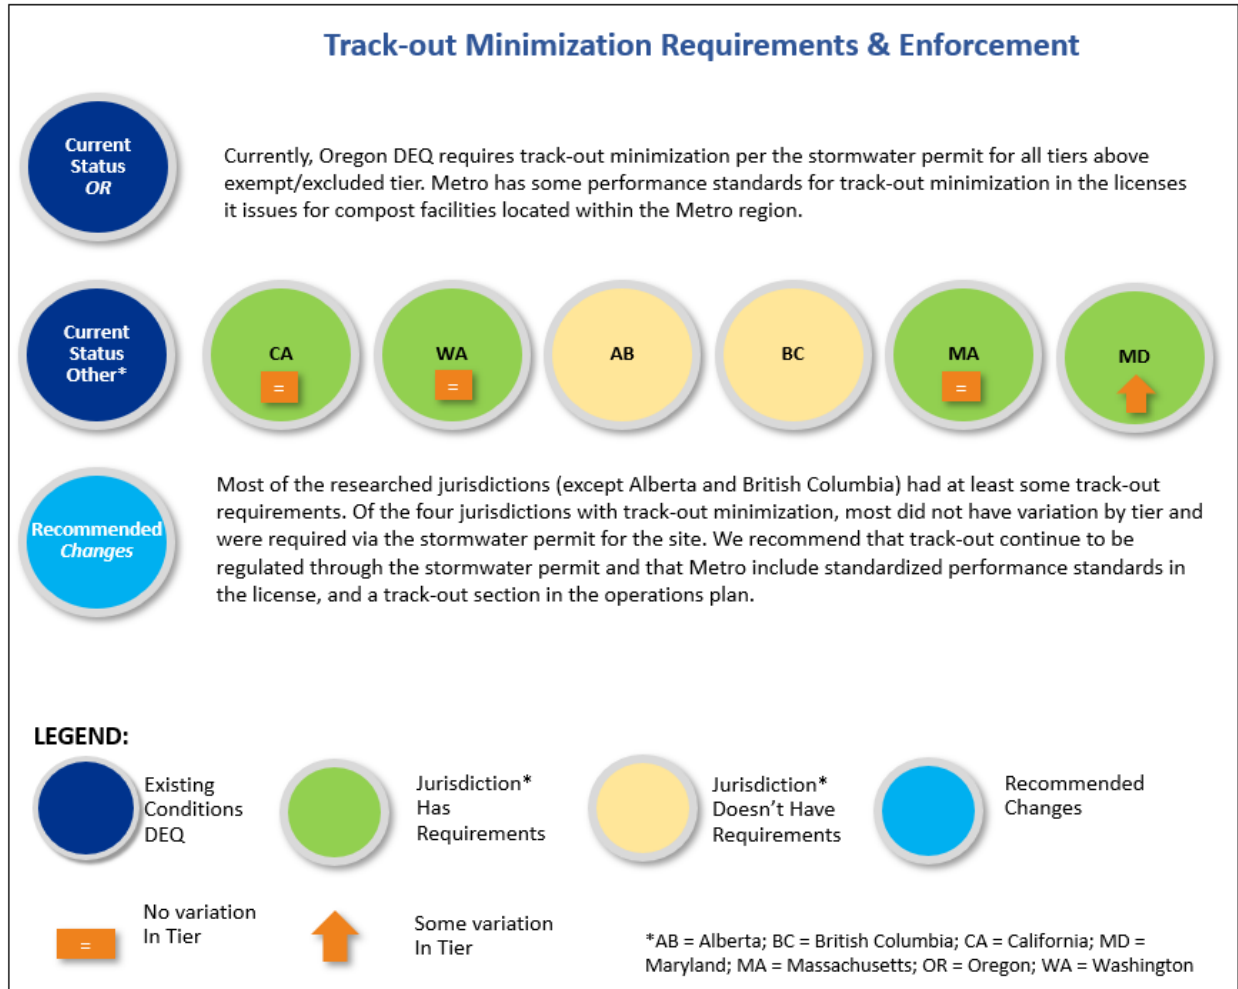 Track-out Minimization Requirements & Enforcement
Current
Status
OR
Currently, Oregon DEQ requires track-out minimization per the stormwater permit for all tiers above
exempt/excluded tier. Metro has some performance standards for track-out minimization in the licenses
it issues for compost facilities located within the Metro region.
Current
Status
Other*
CA
=
WA
=
AB
BC
MA
=
MD
Recommended
Changes
Most of the researched jurisdictions (except Alberta and British Columbia) had at least some track-out
requirements. Of the four jurisdictions with track-out minimization, most did not have variation by tier and
were required via the stormwater permit for the site. We recommend that track-out continue to be
regulated through the stormwater permit and that Metro include standardized performance standards in
the license, and a track-out section in the operations plan.
LEGEND:
Existing
Conditions
DEQ
Jurisdiction*
Has
Requirements
Jurisdiction*
Doesn’t Have
Requirements
Recommended
Changes
=
No variation
In Tier
Some variation
In Tier
*AB = Alberta; BC = British Columbia; CA = California; MD =
Maryland; MA = Massachusetts; OR = Oregon; WA = Washington